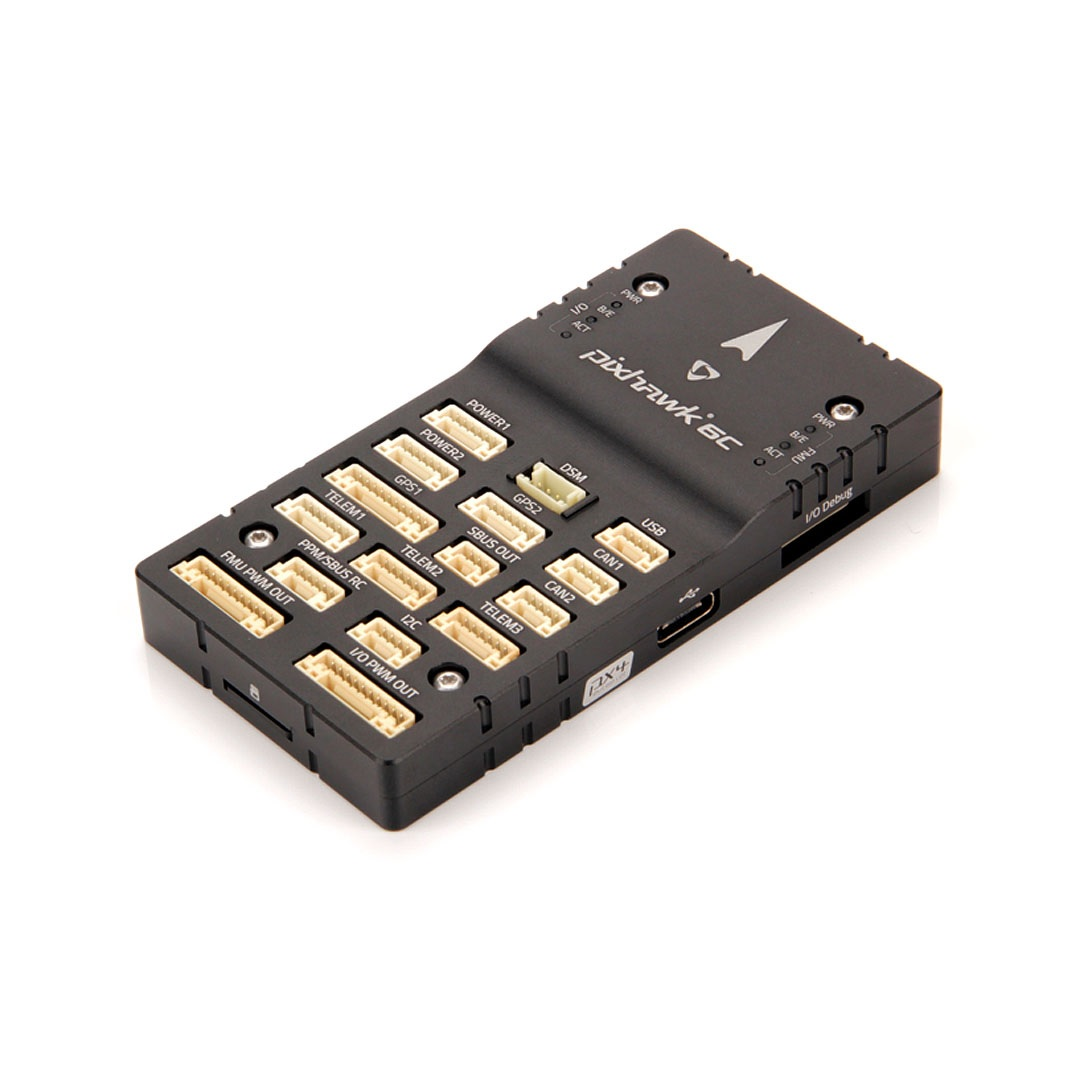 PWR
B/E
I/O
ACT
pixhawk 6C
PWR
B/E
FMU
ACT
I/O Debug
POWER1
POWER2
DSM
GPS1
GPS2
USB
TELEM1
SBUS OUT
CAN1
PPM/SBUS RC
TELEM2
CAN2
FMU PWM OUT
I2C
TELEM3
I/O PWM OUT
PX4